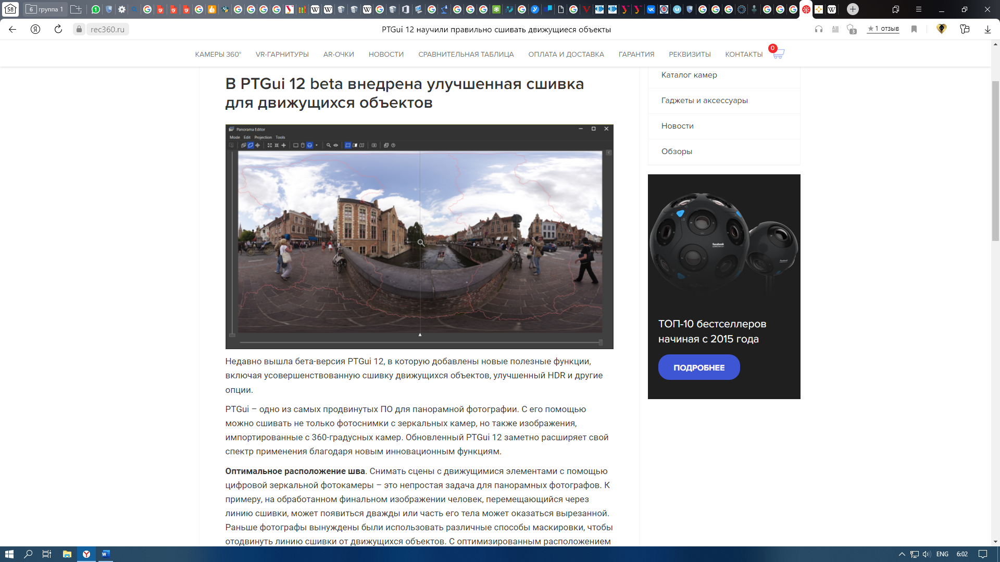 58
6
группа 1
rec360.ru
PTGui 12 научили правильно сшивать движущиеся объекты
3
★1 отзыв
КАМЕРЫ 360°
VR-ГАРНИТУРЫ
AR-ОЧКИ
НОВОСТИ
СРАВНИТЕЛЬНАЯ ТАБЛИЦА
ОПЛАТА И ДОСТАВКА
ГАРАНТИЯ
РЕКВИЗИТЫ
КОНТАКТЫ
0
В PTGui 12 beta внедрена улучшенная сшивка
для движущихся объектов
Panorama Editor
Mode Edit Projection Tools
Недавно вышла бета-версия PTGui 12, в которую добавлены новые полезные функции,
включая усовершенствованную сшивку движущихся объектов, улучшенный HDR и другие
опции.
PTGui – одно из самых продвинутых ПО для панорамной фотографии. С его помощью
можно сшивать не только фотоснимки с зеркальных камер, но также изображения,
импортированные с 360-градусных камер. Обновленный PTGui 12 заметно расширяет свой
спектр применения благодаря новым инновационным функциям.
Оптимальное расположение шва. Снимать сцены с движущимися элементами с помощью
цифровой зеркальной фотокамеры – это непростая задача для панорамных фотографов. К
примеру, на обработанном финальном изображении человек, перемещающийся через
линию сшивки, может появиться дважды или часть его тела может оказаться вырезанной.
Раньше фотографы вынуждены были использовать различные способы маскировки, чтобы
отодвинуть линию сшивки от движущихся объектов. С оптимизированным расположением
Каталог камер
Гаджеты и аксессуары
Новости
Обзоры
facebook
ТОП-10 бестселлеров
начиная с 2015 года
ПОДРОБНЕЕ
ENG
6:02